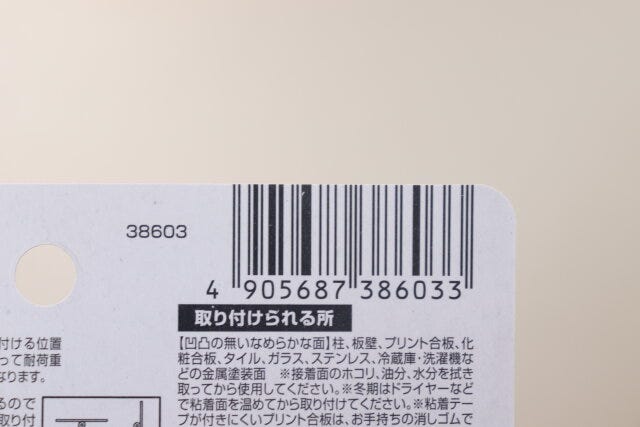 38603
4 905687 386033
取り付けられる所
【凹凸の無いなめらかな面】柱、板壁、プリント合板、化
粧合板、タイル、ガラス、ステンレス、冷蔵庫・洗濯機な
どの金属塗装面 ※接着面のホコリ、油分、水分を拭き
取ってから使用してください。※冬期はドライヤーなど
で粘着面を温めてから取り付けてください。※粘着テー
プが付きにくいプリント合板は、お手持ちの消しゴムで
付ける位置
って耐荷重
なります。
るので
取り付